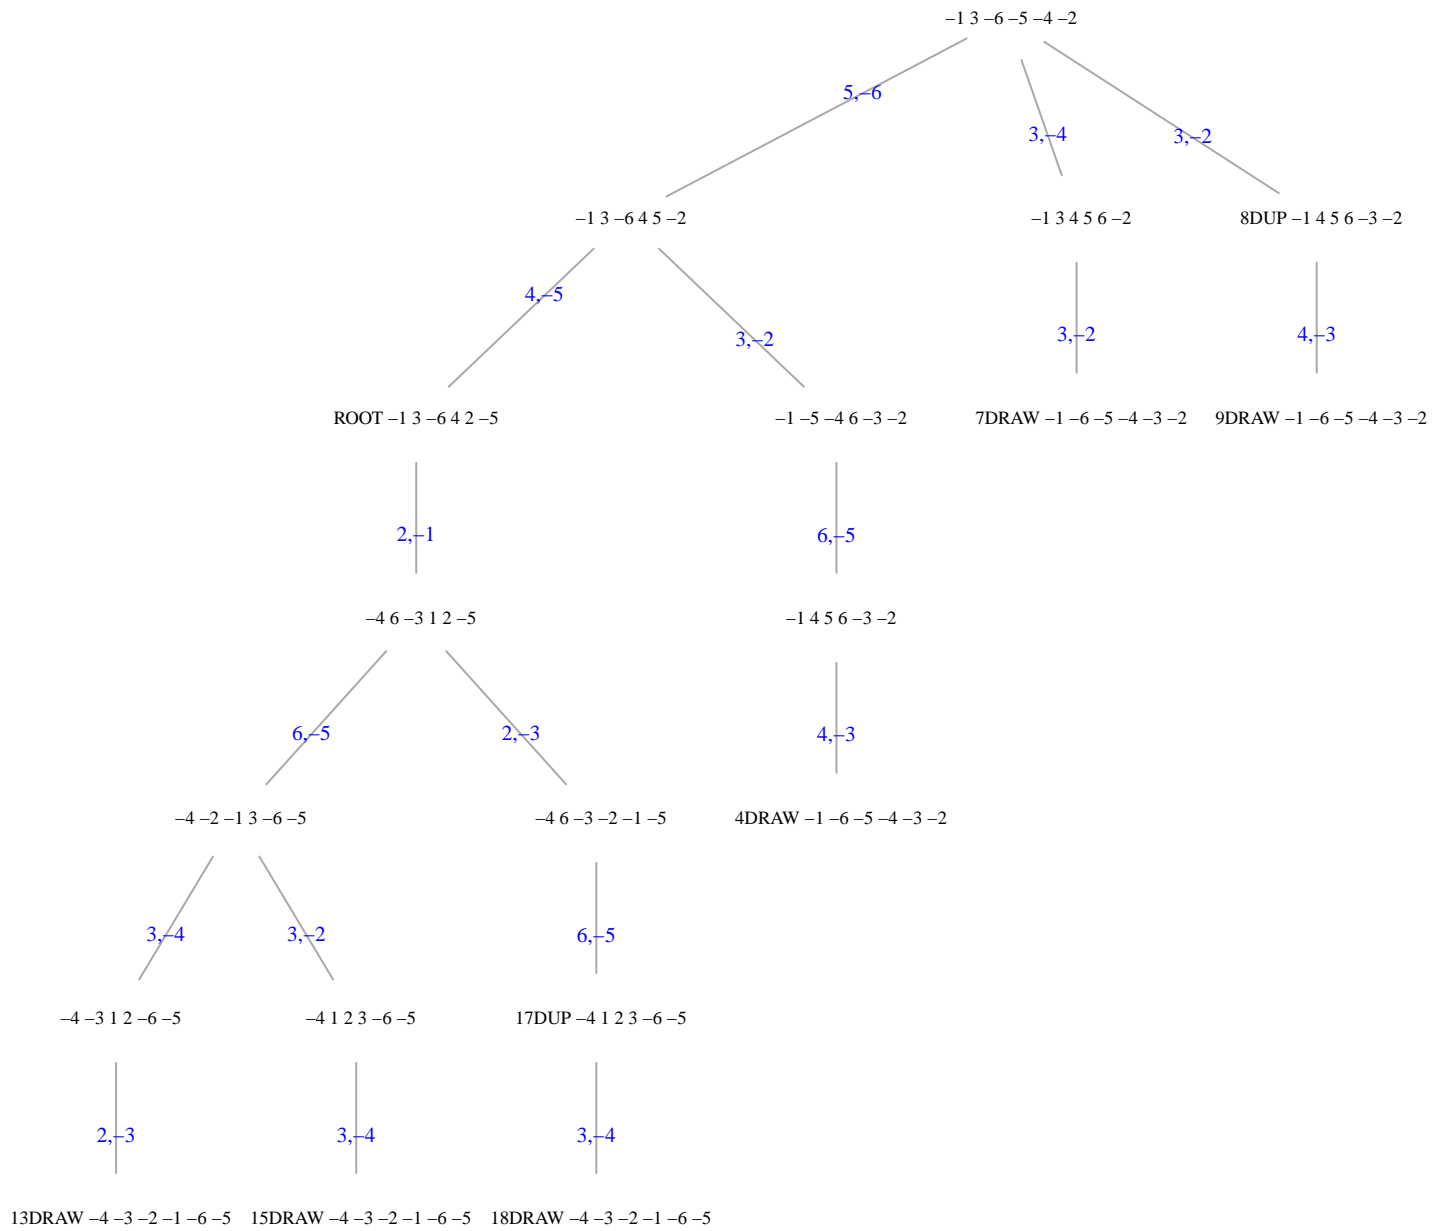 –1 3 –6 –5 –4 –2
5,–6
3,–4
3,–2
–1 3 –6 4 5 –2
–1 3 4 5 6 –2
8DUP –1 4 5 6 –3 –2
4,–5
3,–2
3,–2
4,–3
ROOT –1 3 –6 4 2 –5
–1 –5 –4 6 –3 –2
7DRAW –1 –6 –5 –4 –3 –2
9DRAW –1 –6 –5 –4 –3 –2
2,–1
6,–5
–4 6 –3 1 2 –5
–1 4 5 6 –3 –2
6,–5
2,–3
4,–3
–4 –2 –1 3 –6 –5
–4 6 –3 –2 –1 –5
4DRAW –1 –6 –5 –4 –3 –2
3,–4
3,–2
6,–5
–4 –3 1 2 –6 –5
–4 1 2 3 –6 –5
17DUP –4 1 2 3 –6 –5
2,–3
3,–4
3,–4
13DRAW –4 –3 –2 –1 –6 –5
15DRAW –4 –3 –2 –1 –6 –5
18DRAW –4 –3 –2 –1 –6 –5